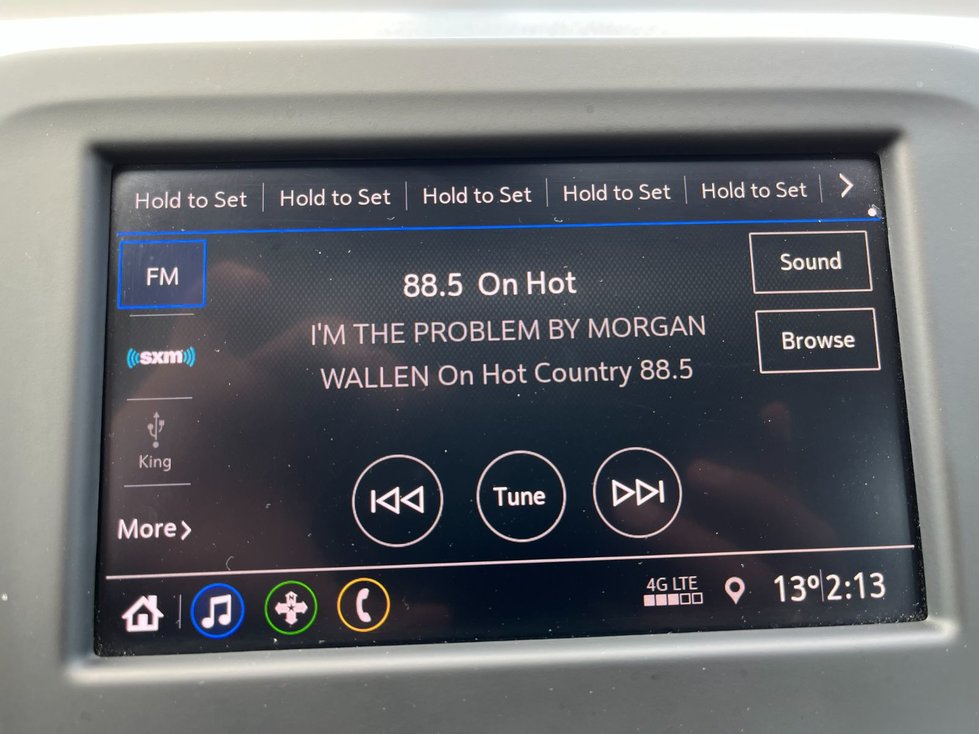 Hold to Set Hold to Set Hold to Set Hold to Set Hold to Set
FM
88.5 On Hot
Sound
I'M THE PROBLEM BY MORGAN
WALLEN On Hot Country 88.5
Browse
((sxm))
King
Tune
More
N
4G LTE
13° 2:13